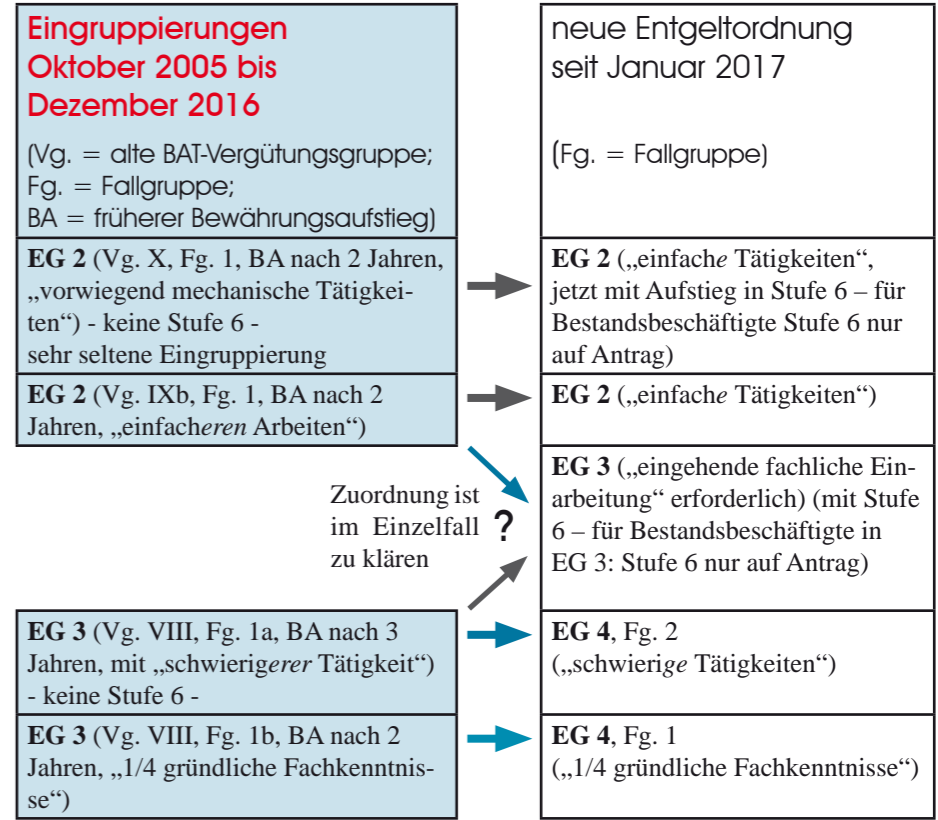 Eingruppierungen
Oktober 2005 bis
Dezember 2016
(Vg. = alte BAT-Vergütungsgruppe;
Fg. = Fallgruppe;
BA = früherer Bewährungsaufstieg)
neue Entgeltordnung
seit Januar 2017
(Fg. = Fallgruppe)
EG 2 (Vg. X, Fg. 1, BA nach 2 Jahren,
„vorwiegend mechanische Tätigkei-
ten“) - keine Stufe 6 -
sehr seltene Eingruppierung
EG 2 („einfache Tätigkeiten“,
jetzt mit Aufstieg in Stufe 6 – für
Bestandsbeschäftigte Stufe 6 nur
auf Antrag)
EG 2 (Vg. IXb, Fg. 1, BA nach 2
Jahren, „einfacheren Arbeiten“)
EG 2 („einfache Tätigkeiten“)
Zuordnung ist
im Einzelfall
zu klären
?
EG 3 („eingehende fachliche Ein-
arbeitung“ erforderlich) (mit Stufe
6 – für Bestandsbeschäftigte in
EG 3: Stufe 6 nur auf Antrag)
EG 3 (Vg. VIII, Fg. 1a, BA nach 3
Jahren, mit „schwierigerer Tätigkeit“)
- keine Stufe 6 -
EG 4, Fg. 2
(„schwierige Tätigkeiten“)
EG 3 (Vg. VIII, Fg. 1b, BA nach 2
Jahren, „1/4 gründliche Fachkenntnis-
se“)
EG 4, Fg. 1
(„1/4 gründliche Fachkenntnisse“)